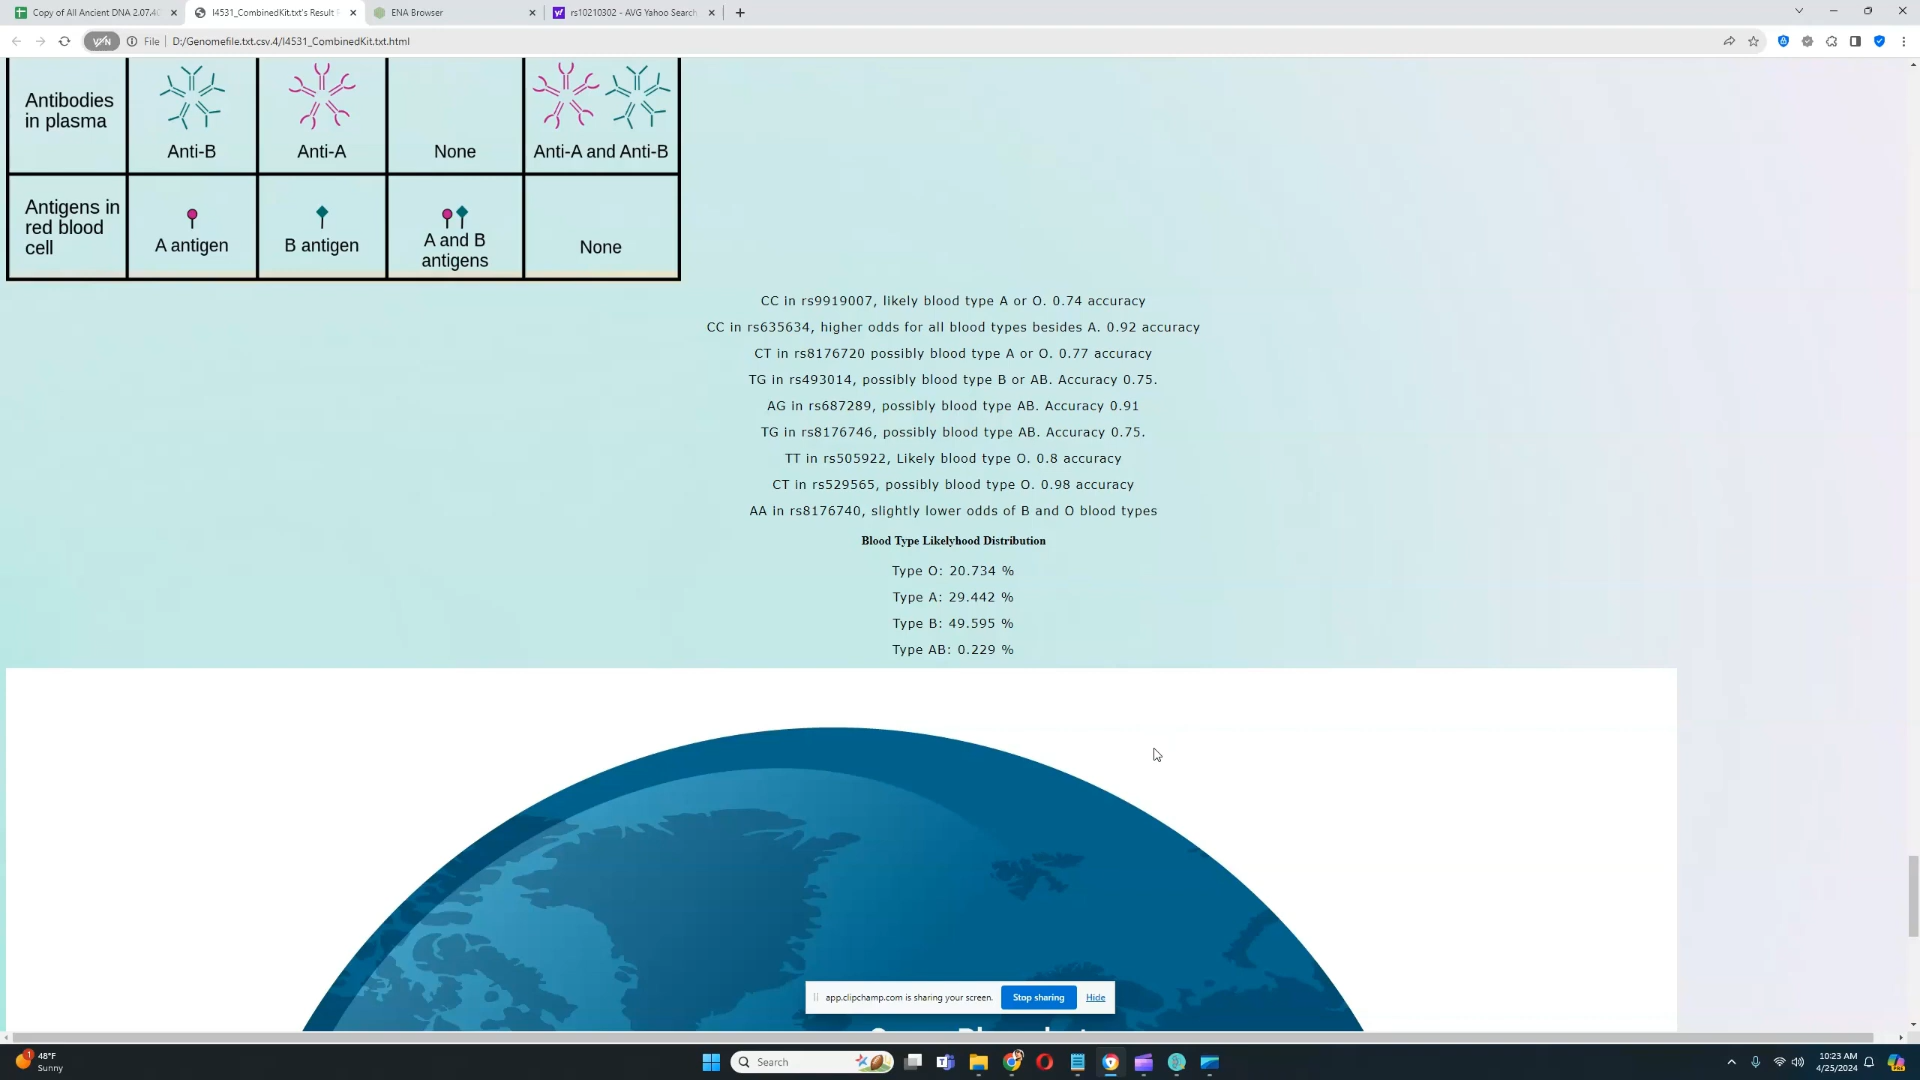 Copy of All Ancient DNA 2.07.40
I4531_CombinedKit.txt's Result
ENA Browser
rs10210302 - AVG Yahoo Search
VPN
File
D:/Genomefile.txt.csv.4/I4531_CombinedKit.txt.html
Antibodies
in plasma
Anti-B
Anti-A
None
Anti-A and Anti-B
Antigens in
red blood
cell
A antigen
B antigen
A and B
antigens
None
CC in rs9919007, likely blood type A or O. 0.74 accuracy
CC in rs635634, higher odds for all blood types besides A. 0.92 accuracy
CT in rs8176720 possibly blood type A or O. 0.77 accuracy
TG in rs493014, possibly blood type B or AB. Accuracy 0.75.
AG in rs687289, possibly blood type AB. Accuracy 0.91
TG in rs8176746, possibly blood type AB. Accuracy 0.75.
TT in rs505922, Likely blood type O. 0.8 accuracy
CT in rs529565, possibly blood type O. 0.98 accuracy
AA in rs8176740, slightly lower odds of B and O blood types
Blood Type Likelyhood Distribution
Type O: 20.734 %
Type A: 29.442 %
Type B: 49.595 %
Type AB: 0.229 %
app.clipchamp.com is sharing your screen.
Stop sharing
Hide
1
48°F
Sunny
Search
10:23 AM
4/25/2024